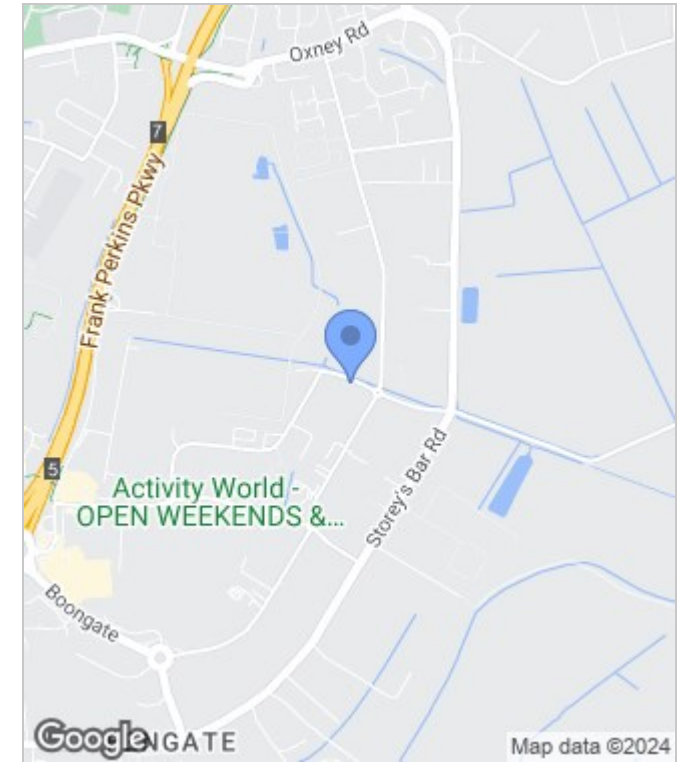 Oxney Rd
7
Frank Perkins Pkwy
5
Activity World -
OPEN WEEKENDS &...
Storey's Bar Rd
Boongate
Google
NGATE
Map data ©2024